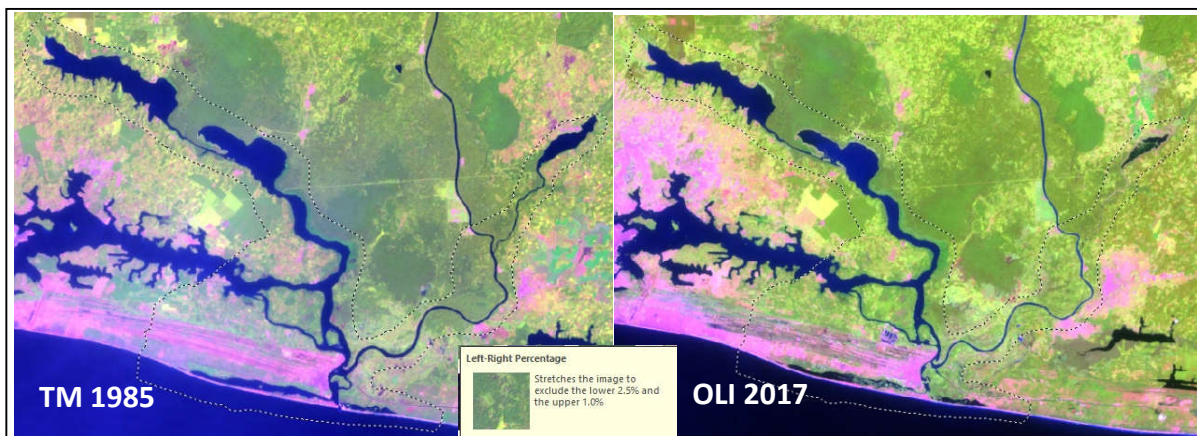 TM 1985
Left-Right Percentage
Stretches the image to
exclude the lower 2.5% and
the upper 1.0%
OLI 2017